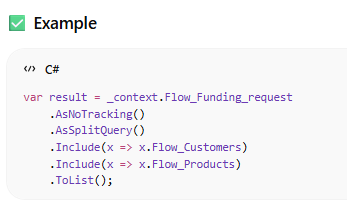 ✅ Example
</> C#
var result = _context.Flow_Funding_request
    .AsNoTracking()
    .AsSplitQuery()
    .Include(x => x.Flow_Customers)
    .Include(x => x.Flow_Products)
    .ToList();